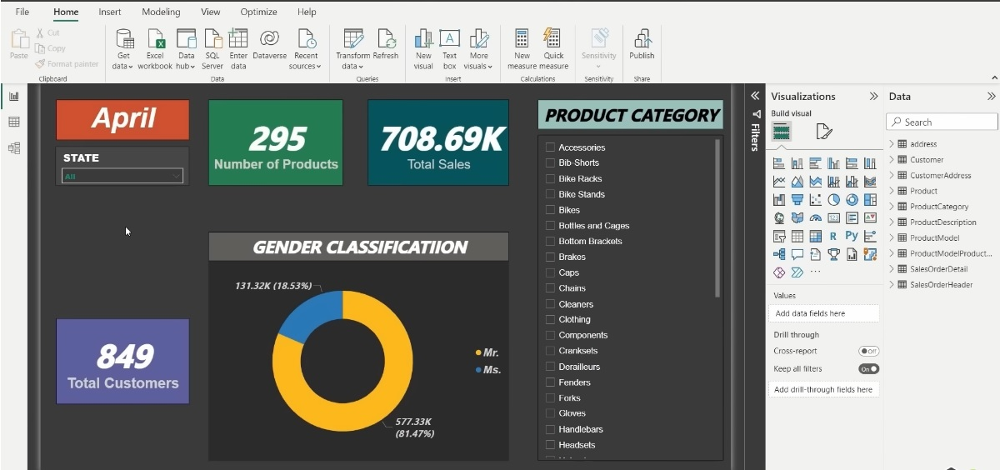 File Home Insert Modeling View Optimize Help
Paste
Cut
Copy
Format painter
Clipboard
Get data
Excel workbook
Data hub
SQL Server
Enter data
Dataverse
Recent sources
Data
Transform data
Refresh
Queries
New visual
Text box
More visuals
Insert
New measure
Quick measure
Calculations
Sensitivity
Sensitivity
Publish
Share
April
STATE
All
295
Number of Products
708.69K
Total Sales
849
Total Customers
GENDER CLASSIFICATIION
131.32K (18.53%)
577.33K
(81.47%)
Mr.
Ms.
PRODUCT CATEGORY
Accessories
Bib-Shorts
Bike Racks
Bike Stands
Bikes
Bottles and Cages
Bottom Brackets
Brakes
Caps
Chains
Cleaners
Clothing
Components
Cranksets
Derailleurs
Fenders
Forks
Gloves
Handlebars
Headsets
Filters
Visualizations
Build visual
123
R
Py
Values
Add data fields here
Drill through
Cross-report
Off
Keep all filters
On
Add drill-through fields here
Data
Search
address
Customer
CustomerAddress
Product
ProductCategory
ProductDescription
ProductModel
ProductModelProduct...
SalesOrderDetail
SalesOrderHeader